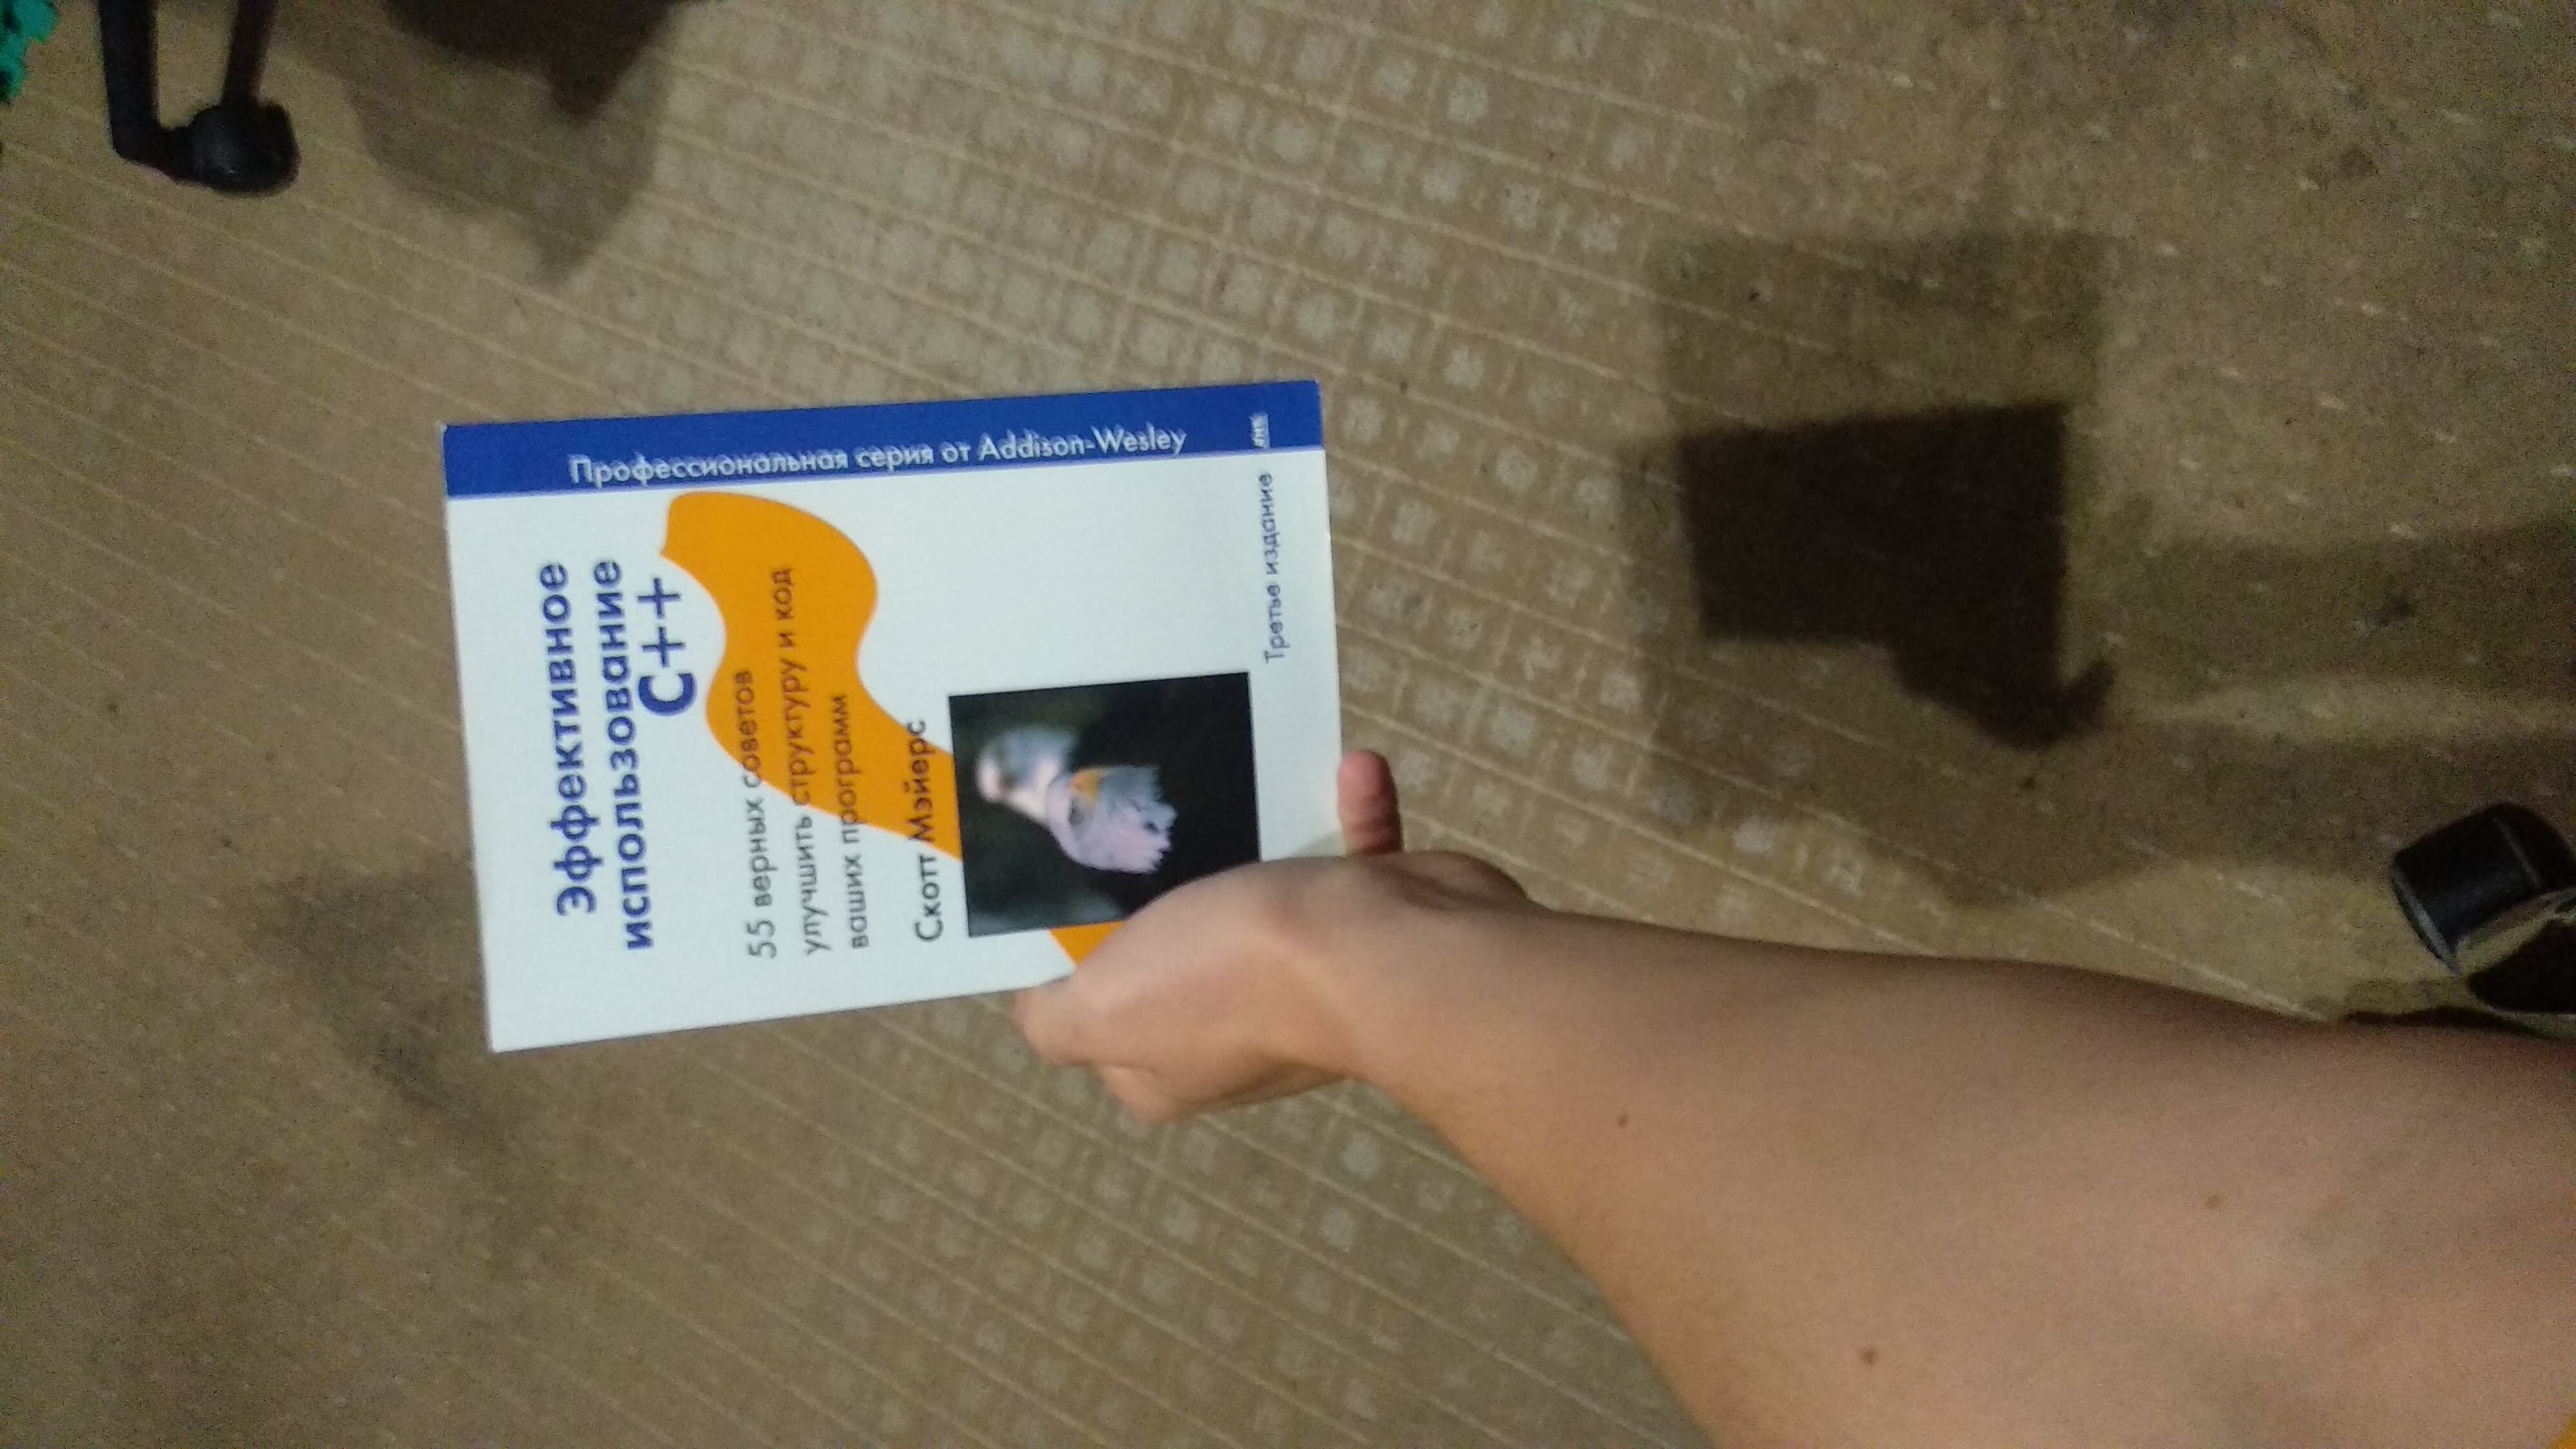 Эффективное
использование
C++
55 верных советов
улучшить структуру и код
ваших программ
Скотт Мэйерс
Третье издание
Профессиональная серия от Addison-Wesley